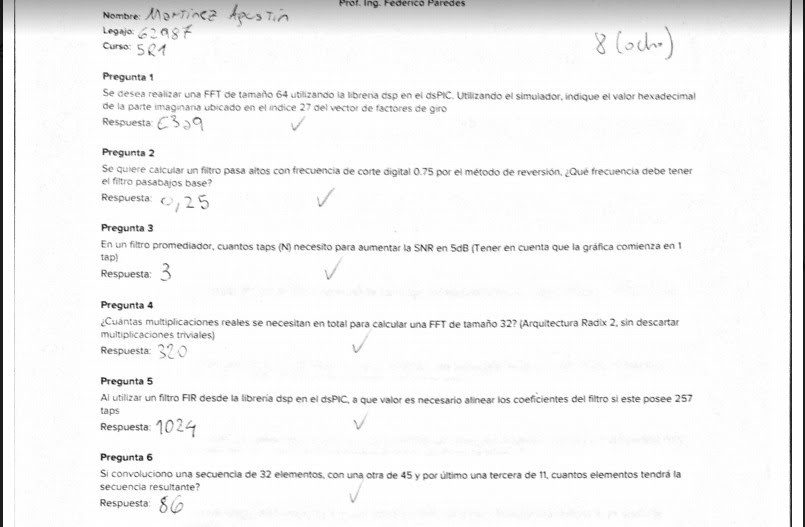 Prof. Ing. Federico Paredes
Nombre: Martinez Agustin
Legajo: 62987
Curso: 5R1
8 (ocho)
Pregunta 1
Se desea realizar una FFT de tamaño 64 utilizando la libreria dsp en el dsPIC. Utilizando el simulador, indique el valor hexadecimal
de la parte imaginaria ubicado en el indice 27 del vector de factores de giro
Respuesta: C3a9
Pregunta 2
Se quiere calcular un filtro pasa altos con frecuencia de corte digital 0.75 por el método de reversión, ¿Qué frecuencia debe tener
el filtro pasabajos base?
Respuesta: 0,25
Pregunta 3
En un filtro promediador, cuantos taps (N) necesito para aumentar la SNR en 5dB (Tener en cuenta que la gráfica comienza en 1
tap)
Respuesta: 3
Pregunta 4
¿Cuántas multiplicaciones reales se necesitan en total para calcular una FFT de tamaño 32? (Arquitectura Radix 2, sin descartar
multiplicaciones triviales)
Respuesta: 320
Pregunta 5
Al utilizar un filtro FIR desde la librería dsp en el dsPIC, a que valor es necesario alinear los coeficientes del filtro si este posee 257
taps
Respuesta: 1024
Pregunta 6
Si convoluciono una secuencia de 32 elementos, con una otra de 45 y por último una tercera de 11, cuantos elementos tendrá la
secuencia resultante?
Respuesta: 86